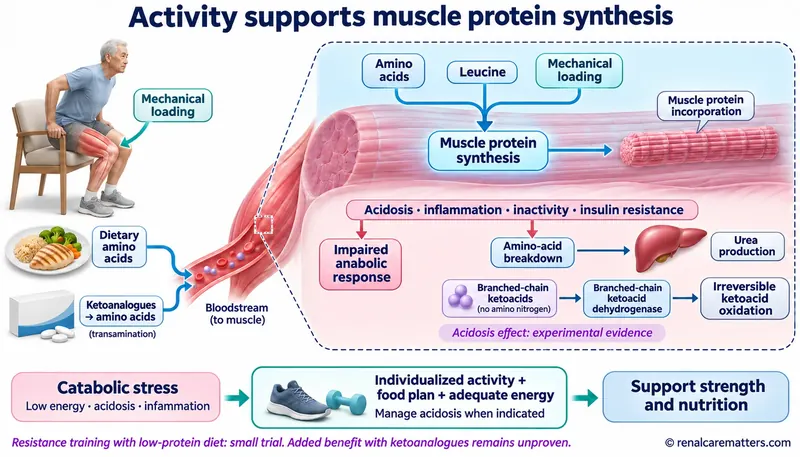 Activity supports muscle protein synthesis
Mechanical
loading
Amino
acids
Leucine
Mechanical
loading
Muscle protein
synthesis
Muscle protein
incorporation
Dietary
amino acids
Ketoanalogues
→ amino acids
(transamination)
Bloodstream
(to muscle)
Acidosis · inflammation · inactivity · insulin resistance
Impaired
anabolic
response
Amino-acid
breakdown
Urea
production
Branched-chain
ketoacids
(no amino nitrogen)
Branched-chain
ketoacid
dehydrogenase
Irreversible
ketoacid
oxidation
Acidosis effect: experimental evidence
Catabolic stress
Low energy · acidosis · infammation
Individualized activity +
food plan + adequate energy
Manage acidosis when indicated
Support strength
and nutrition
Resistance training with low-protein diet: small trial. Added benefit with ketoanalogues remains unproven.
© renalcarematters.com